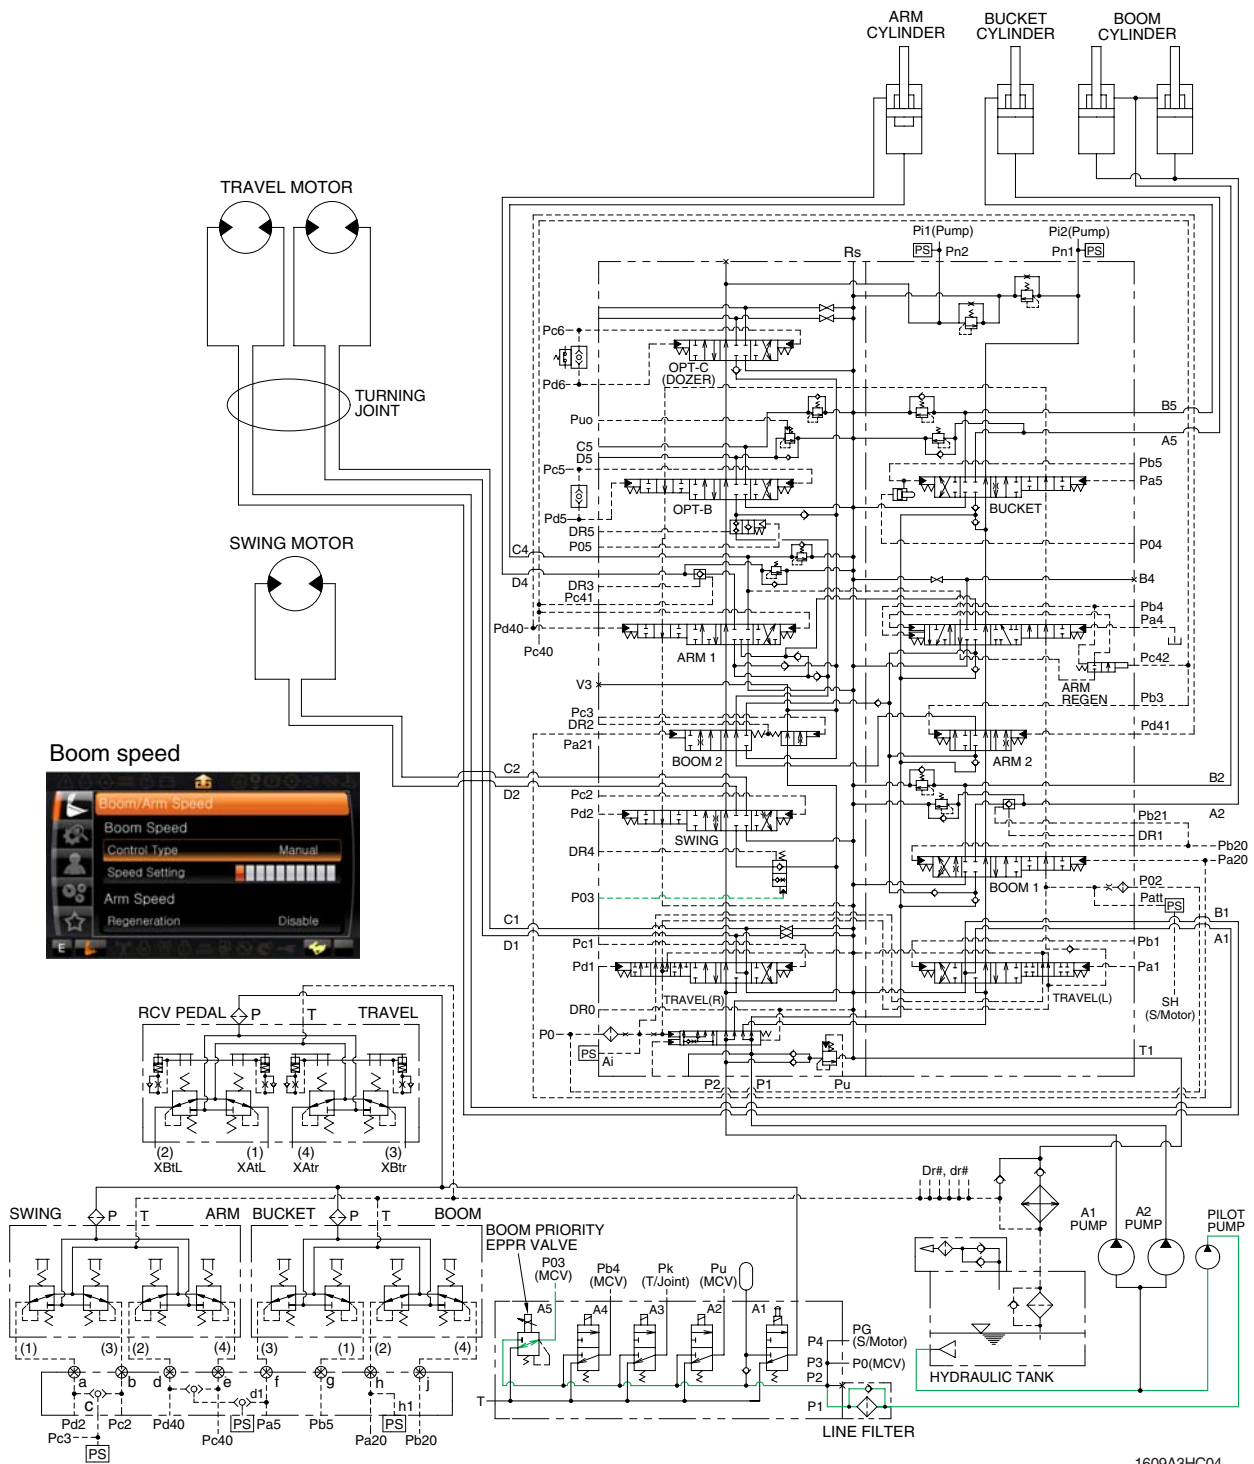 ARM
CYLINDER
BUCKET
CYLINDER
BOOM
CYLINDER
TRAVEL MOTOR
TURNING
JOINT
SWING MOTOR
Pi1(Pump)
Pi2(Pump)
PS
Pn2
Pn1
PS
Rs
Pc6
Pd6
OPT-C
(DOZER)
Puo
C5
D5
Pc5
Pd5
OPT-B
DR5
P05
B5
A5
Pb5
Pa5
BUCKET
P04
C4
D4
DR3
Pc41
Pd40
Pc40
ARM 1
B4
Pb4
Pa4
Pc42
ARM
REGEN
V3
Pc3
DR2
Pa21
BOOM 2
Pb3
Pd41
ARM 2
C2
D2
Pc2
Pd2
SWING
DR4
P03
B2
A2
Pb21
DR1
Pb20
Pa20
BOOM 1
P02
Patt
PS
C1
D1
Pc1
Pd1
TRAVEL(R)
DR0
P0
PS
Ai
B1
A1
Pb1
Pa1
TRAVEL(L)
SH
(S/Motor)
T1
P2
P1
Pu
Boom speed
Boom/Arm Speed
Boom Speed
Control Type
Manual
Speed Setting
Arm Speed
Regeneration
Disable
E
RCV PEDAL
P
T
TRAVEL
(2)
XBtL
(1)
XAtL
(4)
XAtr
(3)
XBtr
SWING
P
T
ARM
BUCKET
P
T
BOOM
(1)
(3)
(2)
(4)
(3)
(1)
(2)
(4)
a
b
d
e
f
g
h
j
c
d1
h1
Pd2
Pc2
Pd40
PS
Pa5
Pb5
PS
Pc3
PS
Pc40
Pa20
Pb20
BOOM PRIORITY
EPPR VALVE
P03
(MCV)
Pb4
(MCV)
Pk
(T/Joint)
Pu
(MCV)
A5
A4
A3
A2
A1
T
P4
P3
P2
P1
PG
(S/Motor)
P0(MCV)
LINE FILTER
Dr#, dr#
A1
PUMP
A2
PUMP
PILOT
PUMP
HYDRAULIC TANK
1609A3HC04